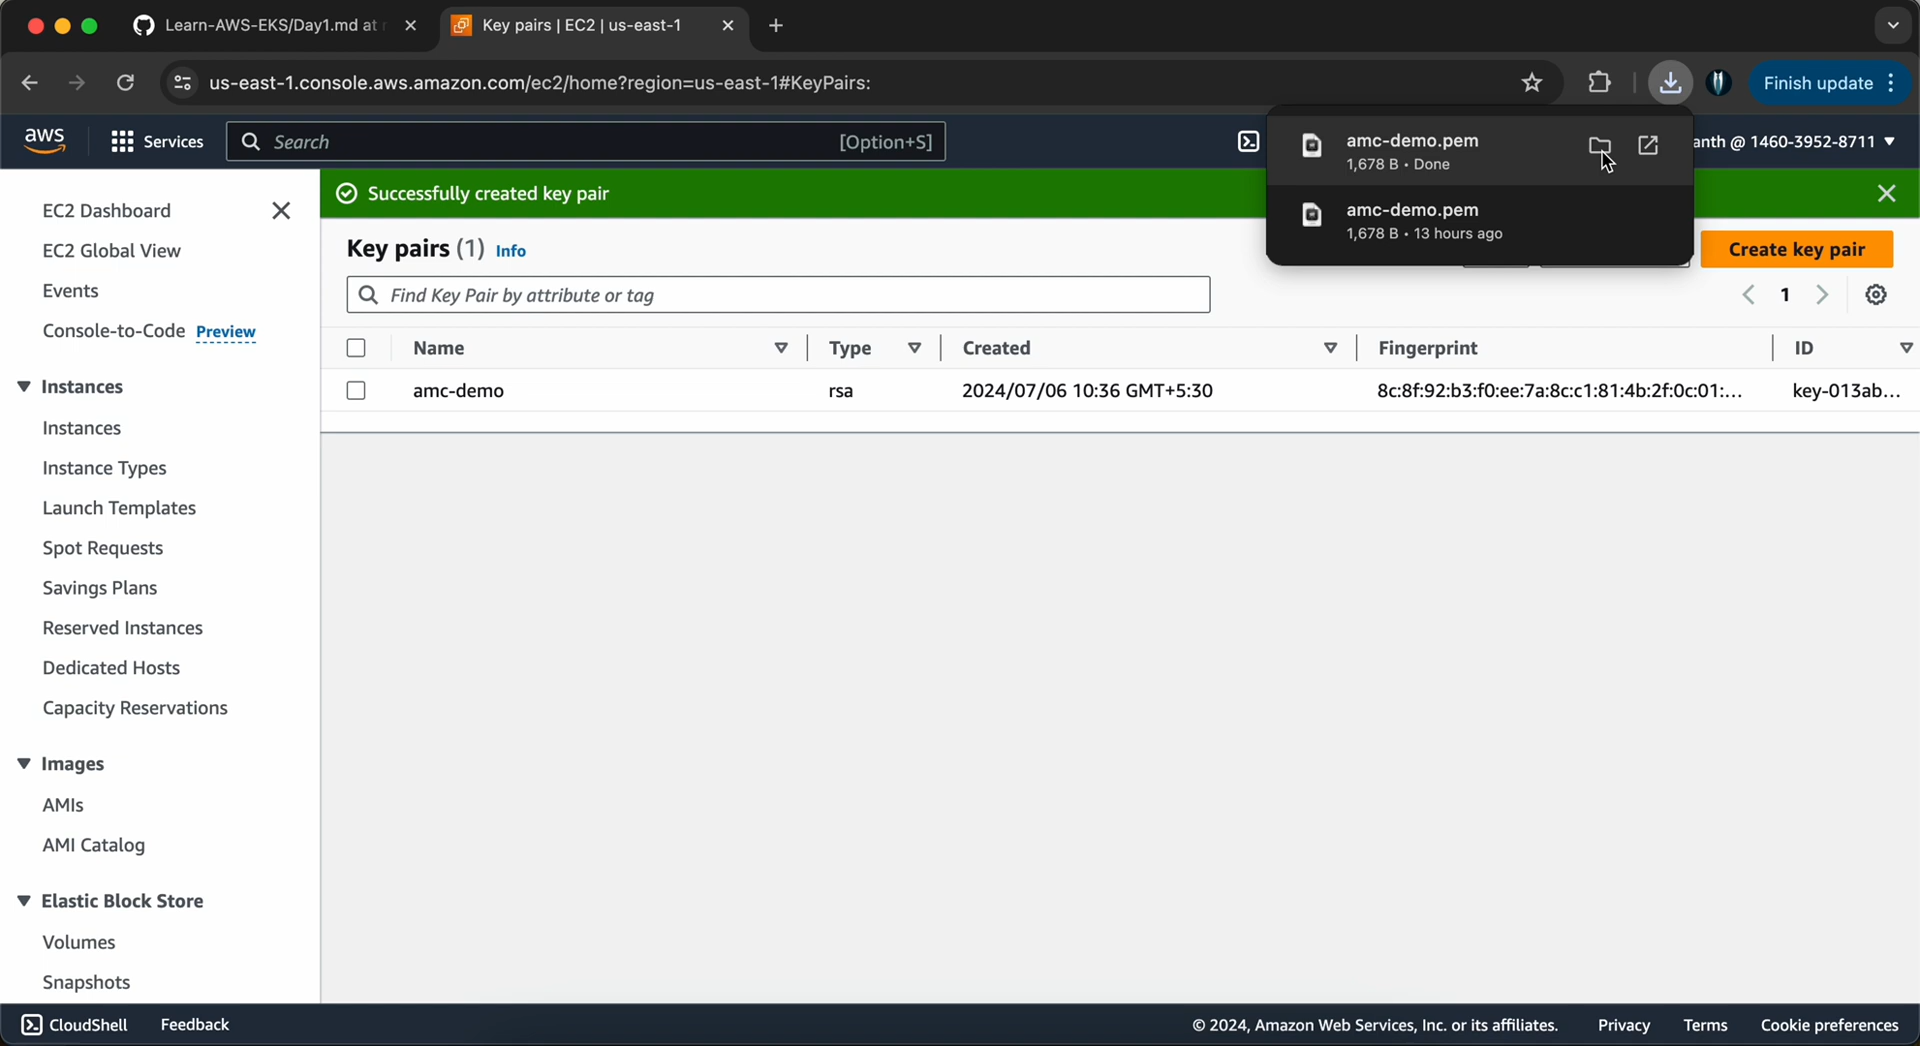 Learn-AWS-EKS/Day1.md at
Key pairs | EC2 | us-east-1
us-east-1.console.aws.amazon.com/ec2/home?region=us-east-1#KeyPairs:
Finish update
aws
Services
Search
[Option+S]
anth @ 1460-3952-8711
amc-demo.pem
1,678 B • Done
amc-demo.pem
1,678 B • 13 hours ago
EC2 Dashboard
EC2 Global View
Events
Console-to-Code Preview
Instances
Instances
Instance Types
Launch Templates
Spot Requests
Savings Plans
Reserved Instances
Dedicated Hosts
Capacity Reservations
Images
AMIs
AMI Catalog
Elastic Block Store
Volumes
Snapshots
Successfully created key pair
Key pairs (1) Info
Create key pair
Find Key Pair by attribute or tag
1
Name Type Created Fingerprint ID
amc-demo rsa 2024/07/06 10:36 GMT+5:30 8c:8f:92:b3:f0:ee:7a:8c:c1:81:4b:2f:0c:01:... key-013ab...
CloudShell Feedback © 2024, Amazon Web Services, Inc. or its affiliates. Privacy Terms Cookie preferences